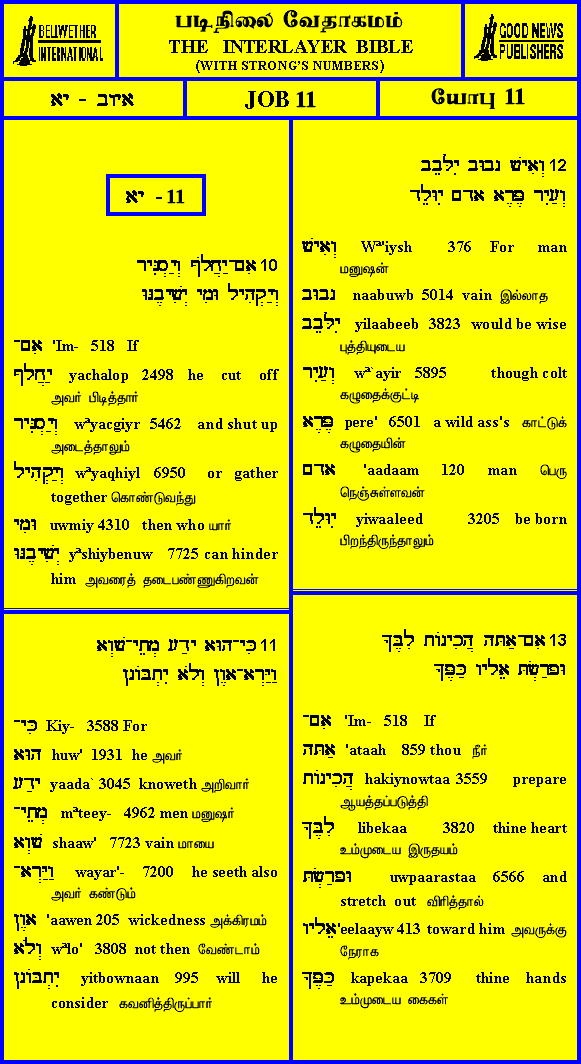 BELLWETHER
INTERNATIONAL
படிநிலை வேதாகமம்
THE INTERLAYER BIBLE
(WITH STRONG'S NUMBERS)
GOOD NEWS
PUBLISHERS
איוב - יא
JOB 11
யோபு 11
11 - יא
10 אִם־יַחֲלֹף וְיַסְגִּיר
וְיַקְהִיל וּמִי יְשִׁיבֶנּוּ
אִם־ 'Im- 518 If
יַחֲלֹף yachalop 2498 he cut off
அவர் பிடித்தார்
וְיַסְגִּיר wªyacgiyr 5462 and shut up
அடைத்தாலும்
וְיַקְהִיל wªyaqhiyl 6950 or gather
together கொண்டுவந்து
וּמִי uwmiy 4310 then who யார்
יְשִׁיבֶנּוּ yªshiybenuw 7725 can hinder
him அவரைத் தடைபண்ணுகிறவன்
11 כִּי־הוּא יָדַע מְתֵי־שָׁוְא
וַיַּרְא־אָוֶן וְלֹא יִתְבּוֹנָן
כִּי־ Kiy- 3588 For
הוּא huw' 1931 he அவர்
יָדַע yaada` 3045 knoweth அறிவார்
מְתֵי־ mªteey- 4962 men மனுஷர்
שָׁוְא shaaw' 7723 vain மாயை
וַיַּרְא־ wayar'- 7200 he seeth also
அவர் கண்டும்
אָוֶן 'aawen 205 wickedness அக்கிரமம்
וְלֹא wªlo' 3808 not then வேண்டாம்
יִתְבּוֹנָן yitbownaan 995 will he
consider கவனித்திருப்பார்
12 וְאִישׁ נָבוּב יִלָּבֵב
וְעַיִר פֶּרֶא אָדָם יִוָּלֵד
וְאִישׁ Wª'iysh 376 For man
மனுஷன்
נָבוּב naabuwb 5014 vain இல்லாத
יִלָּבֵב yilaabeeb 3823 would be wise
புத்தியுடைய
וְעַיִר wª`ayir 5895 though colt
கழுதைக்குட்டி
פֶּרֶא pere' 6501 a wild ass's காட்டுக்
கழுதையின்
אָדָם 'aadaam 120 man பெரு
நெஞ்சுள்ளவன்
יִוָּלֵד yiwaaleed 3205 be born
பிறந்திருந்தாலும்
13 אִם־אַתָּה הֲכִינוֹתָ לִבֶּךָ
וּפָרַשְׂתָּ אֵלָיו כַּפֶּךָ
אִם־ 'Im- 518 If
אַתָּה 'ataah 859 thou நீர்
הֲכִינוֹתָ hakiynowtaa 3559 prepare
ஆயத்தப்படுத்தி
לִבֶּךָ libekaa 3820 thine heart
உம்முடைய இருதயம்
וּפָרַשְׂתָּ uwpaarastaa 6566 and
stretch out விரித்தால்
אֵלָיו 'eelaayw 413 toward him அவருக்கு
நேராக
כַּפֶּךָ kapekaa 3709 thine hands
உம்முடைய கைகள்